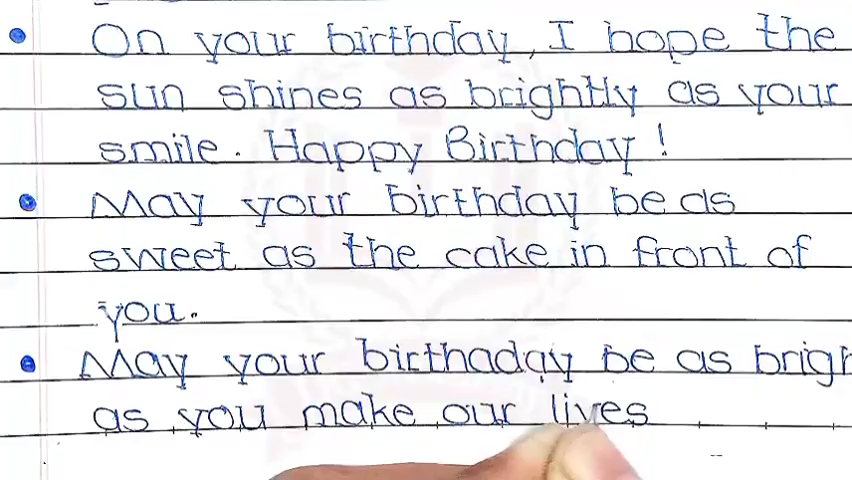 On your birthday, I hope the
sun shines as brightly as your
smile. Happy Birthday!
May your birthday be as
sweet as the cake in front of
you.
May your birthaday be as brigh
as you make our lives